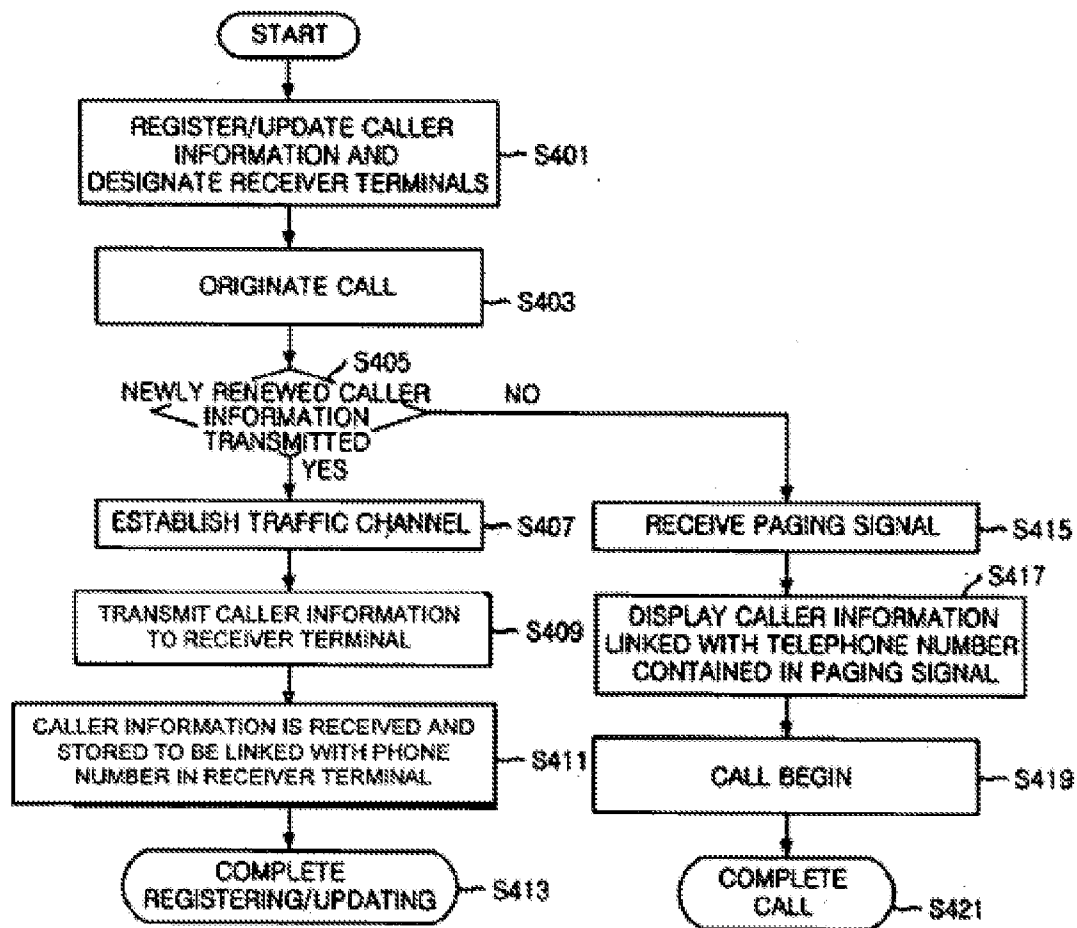 START
REGISTER/UPDATE CALLER
INFORMATION AND
DESIGNATE RECEIVER TERMINALS
S401
ORIGINATE CALL
S403
S405
NEWLY RENEWED CALLER
INFORMATION
TRANSMITTED
NO
YES
ESTABLISH TRAFFIC CHANNEL
S407
TRANSMIT CALLER INFORMATION
TO RECEIVER TERMINAL
S409
CALLER INFORMATION IS RECEIVED AND
STORED TO BE LINKED WITH PHONE
NUMBER IN RECEIVER TERMINAL
S411
COMPLETE
REGISTERING/UPDATING
S413
RECEIVE PAGING SIGNAL
S415
S417
DISPLAY CALLER INFORMATION
LINKED WITH TELEPHONE NUMBER
CONTAINED IN PAGING SIGNAL
CALL BEGIN
S419
COMPLETE
CALL
S421